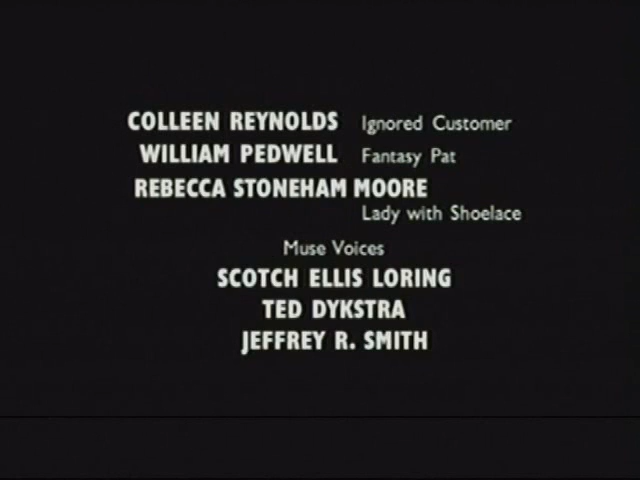 COLLEEN REYNOLDS Ignored Customer
WILLIAM PEDWELL Fantasy Pat
REBECCA STONEHAM MOORE
Lady with Shoelace
Muse Voices
SCOTCH ELLIS LORING
TED DYKSTRA
JEFFREY R. SMITH